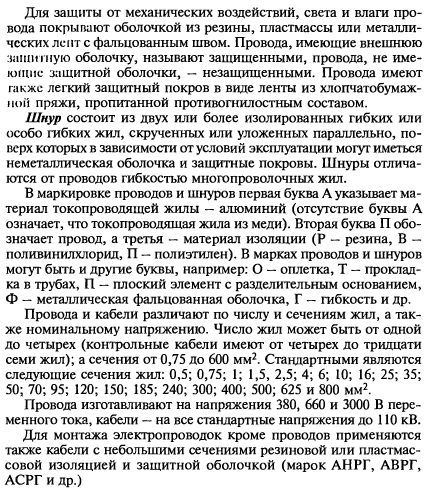 Для защиты от механических воздействий, света и влаги про-
вода покрывают оболочкой из резины, пластмассы или металли-
ческих лент с фальцованным швом. Провода, имеющие внешнюю
защитную оболочку, называют защищенными, провода, не име-
ющие защитной оболочки, – незащищенными. Провода имеют
также легкий защитный покров в виде ленты из хлопчатобумаж-
ной пряжи, пропитанной противогнилостным составом.
Шнур состоит из двух или более изолированных гибких или
особо гибких жил, скрученных или уложенных параллельно, по-
верх которых в зависимости от условий эксплуатации могут иметься
неметаллическая оболочка и защитные покровы. Шнуры отлича-
ются от проводов гибкостью многопроволочных жил.
В маркировке проводов и шнуров первая буква А указывает ма-
териал токопроводящей жилы – алюминий (отсутствие буквы А
означает, что токопроводящая жила из меди). Вторая буква П обо-
значает провод, а третья – материал изоляции (Р – резина, В –
поливинилхлорид, П – полиэтилен). В марках проводов и шнуров
могут быть и другие буквы, например: О – оплетка, Т – проклад-
ка в трубах, П – плоский элемент с разделительным основанием,
Ф – металлическая фальцованная оболочка, Г – гибкость и др.
Провода и кабели различают по числу и сечениям жил, а так-
же номинальному напряжению. Число жил может быть от одной
до четырех (контрольные кабели имеют от четырех до тридцати
семи жил); а сечения от 0,75 до 600 мм². Стандартными являются
следующие сечения жил: 0,5; 0,75; 1; 1,5, 2,5; 4; 6; 10; 16; 25; 35;
50; 70; 95; 120; 150; 185; 240; 300; 400; 500; 625 и 800 мм².
Провода изготавливают на напряжения 380, 660 и 3000 В пере-
менного тока, кабели – на все стандартные напряжения до 110 кВ.
Для монтажа электропроводок кроме проводов применяются
также кабели с небольшими сечениями резиновой или пластмас-
совой изоляцией и защитной оболочкой (марок АНРГ, АВРГ,
АСРГ и др.)